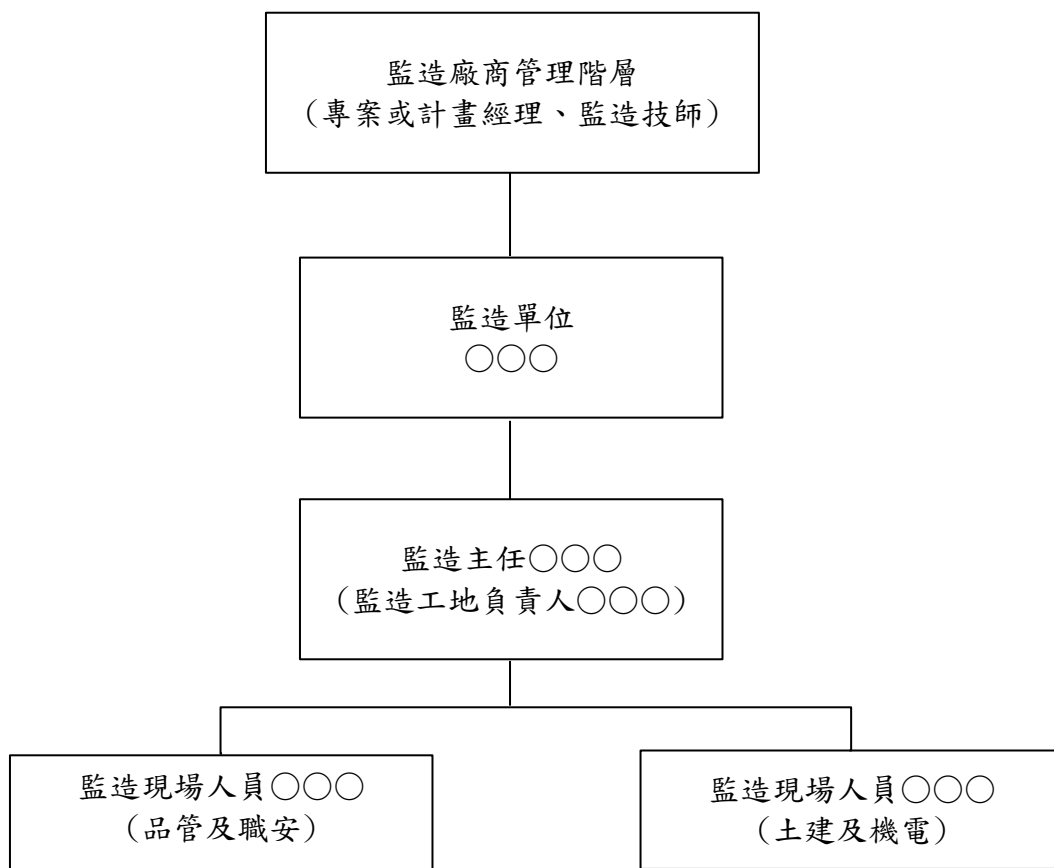 監造廠商管理階層
（專案或計畫經理、監造技師）
監造單位
○○○
監造主任○○○
（監造工地負責人○○○）
監造現場人員○○○
（品管及職安）
監造現場人員○○○
（土建及機電）